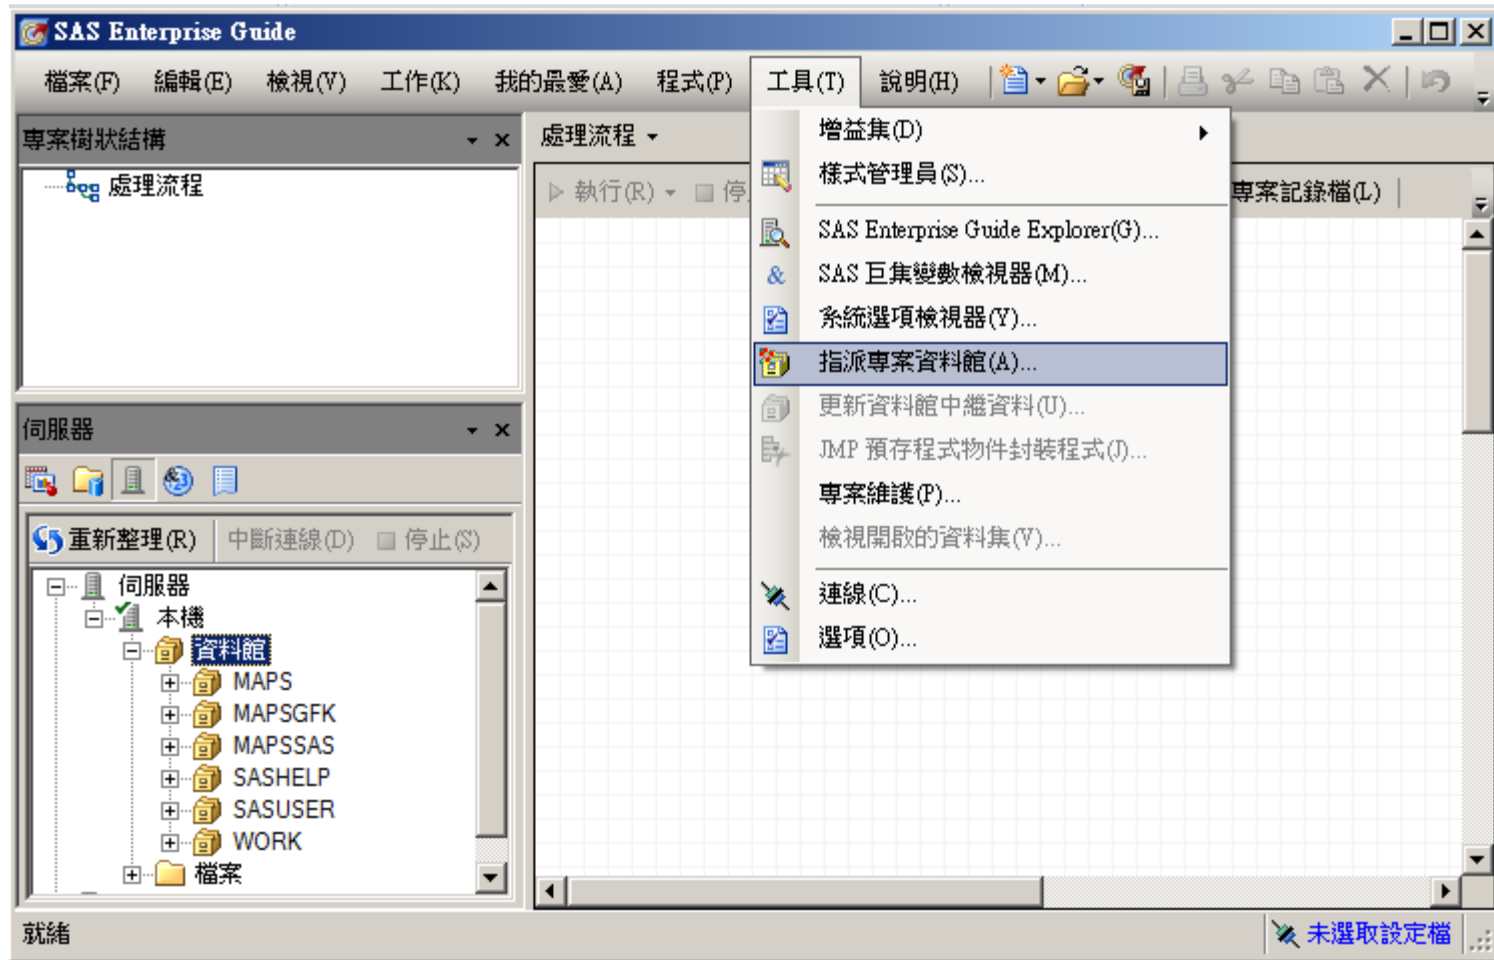 SAS Enterprise Guide
檔案(F) 編輯(E) 檢視(V) 工作(K) 我的最愛(A) 程式(P) 工具(T) 說明(H)
專案樹狀結構
處理流程
處理流程
執行(R) 停
專案記錄檔(L)
增益集(D)
樣式管理員(S)...
SAS Enterprise Guide Explorer(G)...
SAS 巨集變數檢視器(M)...
系統選項檢視器(Y)...
指派專案資料館(A)...
更新資料館中繼資料(U)...
JMP 預存程式物件封裝程式(J)...
專案維護(P)...
檢視開啟的資料集(V)...
連線(C)...
選項(O)...
伺服器
重新整理(R) 中斷連線(D) 停止(S)
伺服器
本機
資料館
MAPS
MAPSGFK
MAPSSAS
SASHELP
SASUSER
WORK
檔案
就緒
未選取設定檔